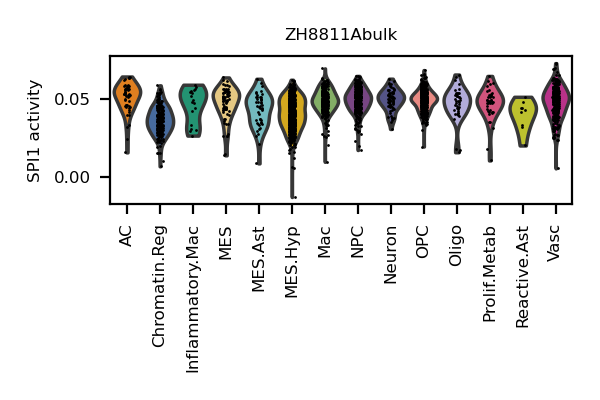 ZH8811Abulk
SPI1 activity
0.05
0.00
AC
Chromatin.Reg
Inflammatory.Mac
MES
MES.Ast
MES.Hyp
Mac
NPC
Neuron
OPC
Oligo
Prolif.Metab
Reactive.Ast
Vasc